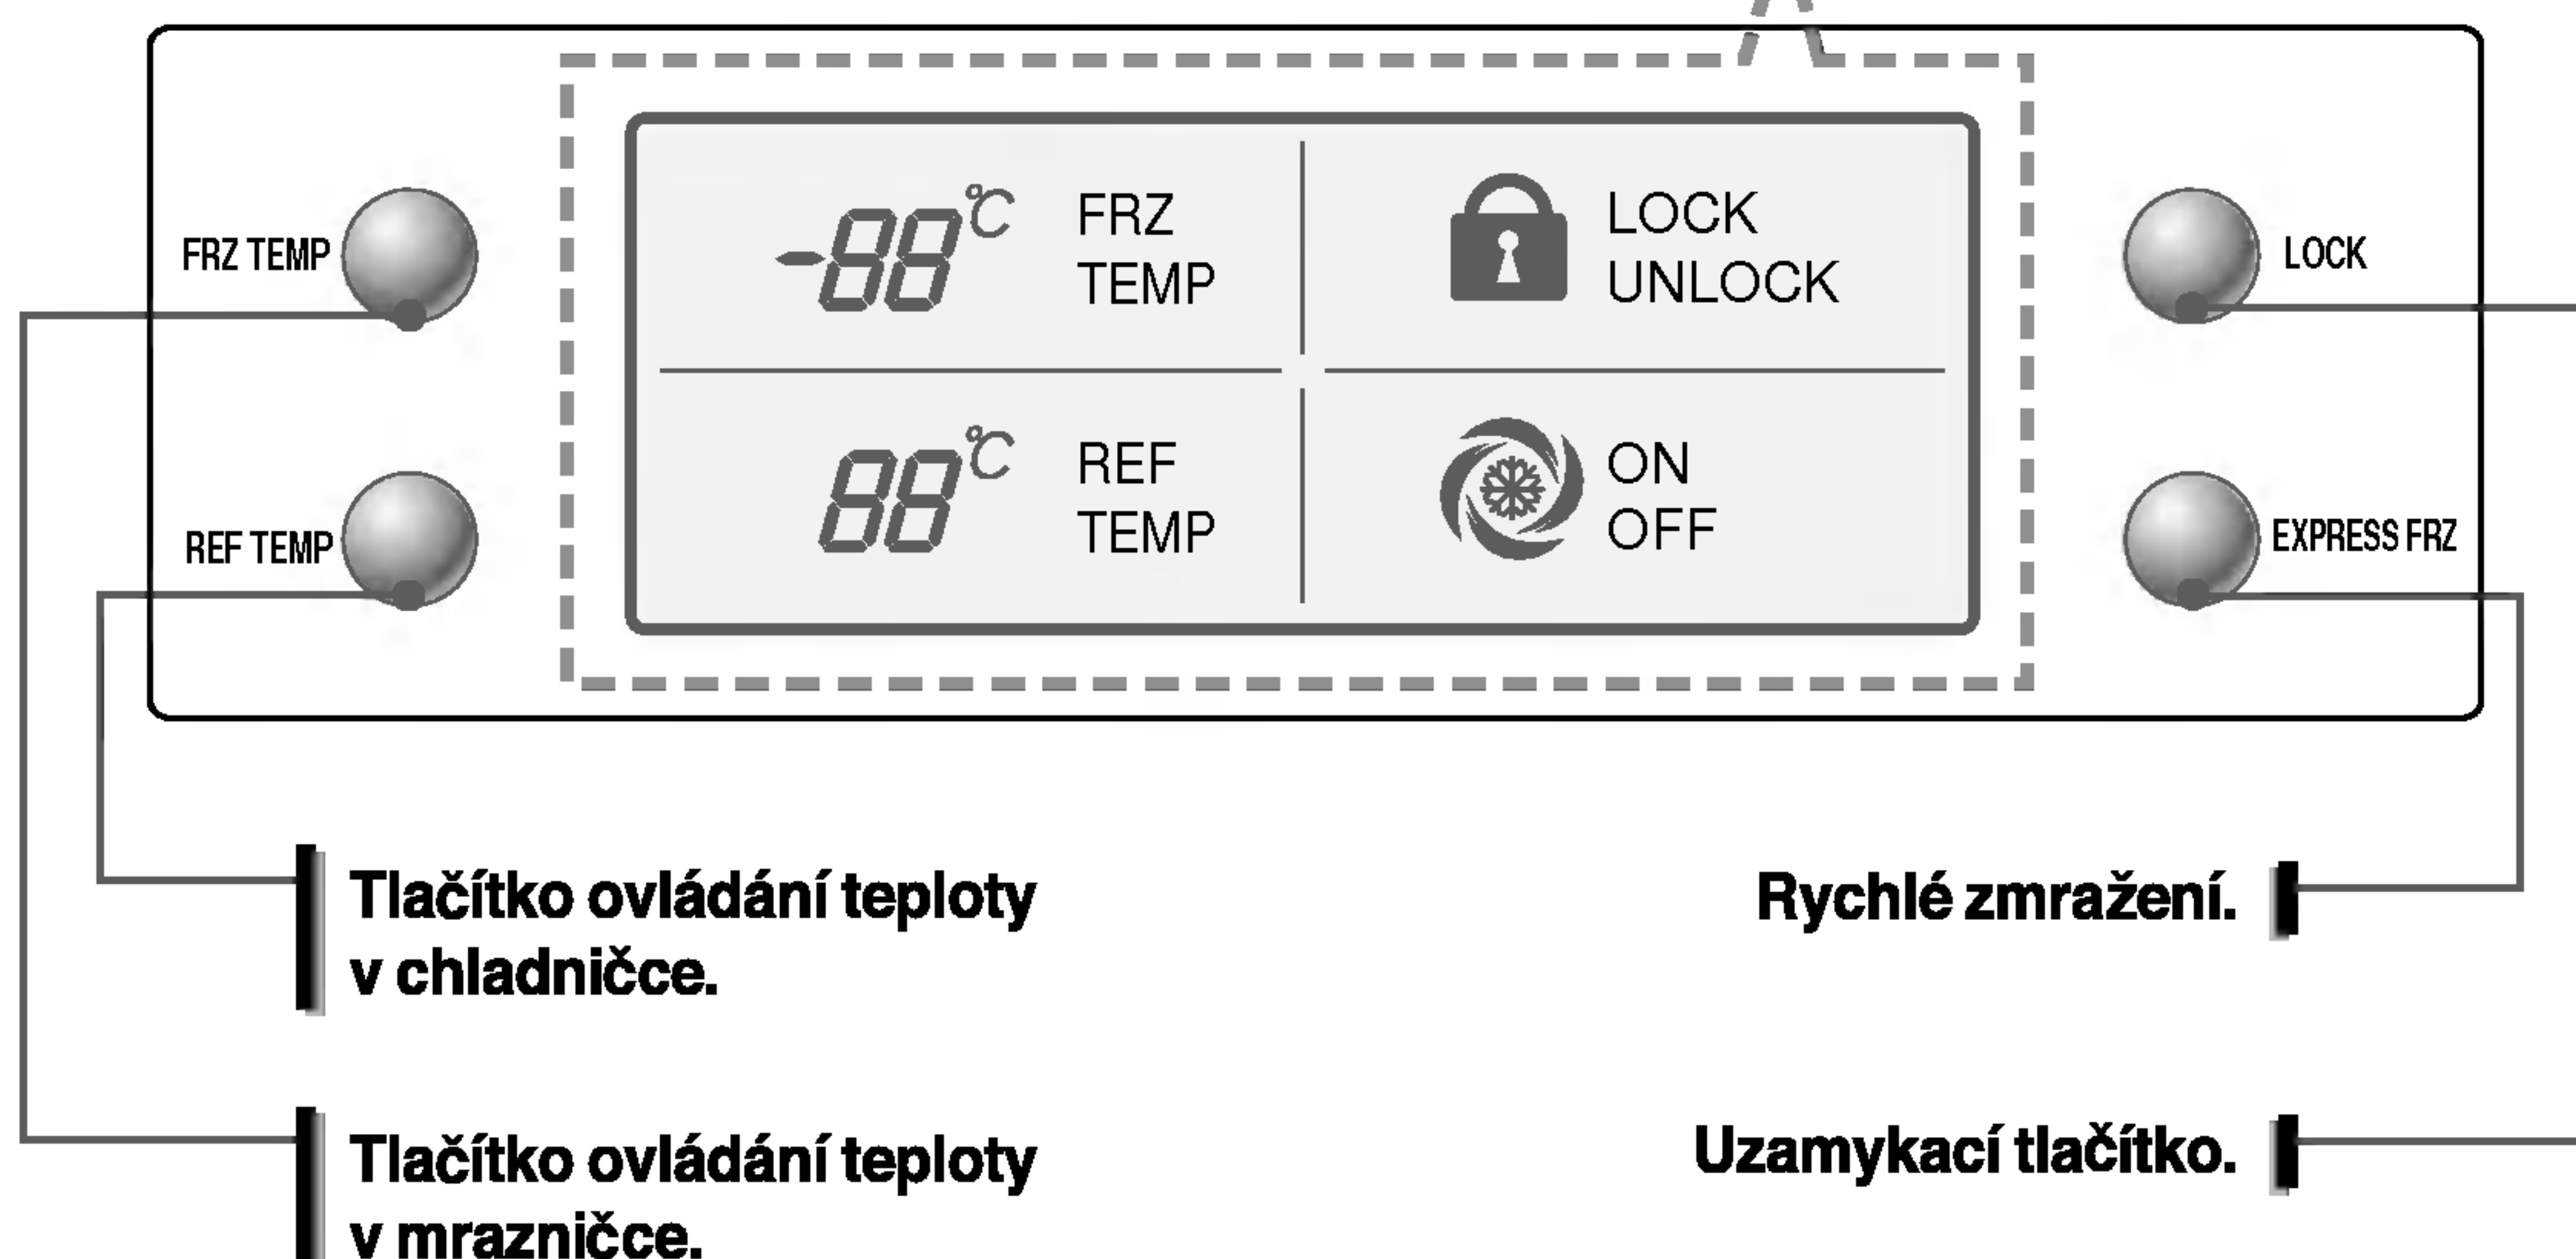 FRZ TEMP
-88°C FRZ
TEMP
LOCK
UNLOCK
LOCK
REF TEMP
88°C REF
TEMP
ON
OFF
EXPRESS FRZ
Tlačítko ovládání teploty
v chladničce.
Rychlé zmražení.
Tlačítko ovládání teploty
v mrazničce.
Uzamykací tlačítko.